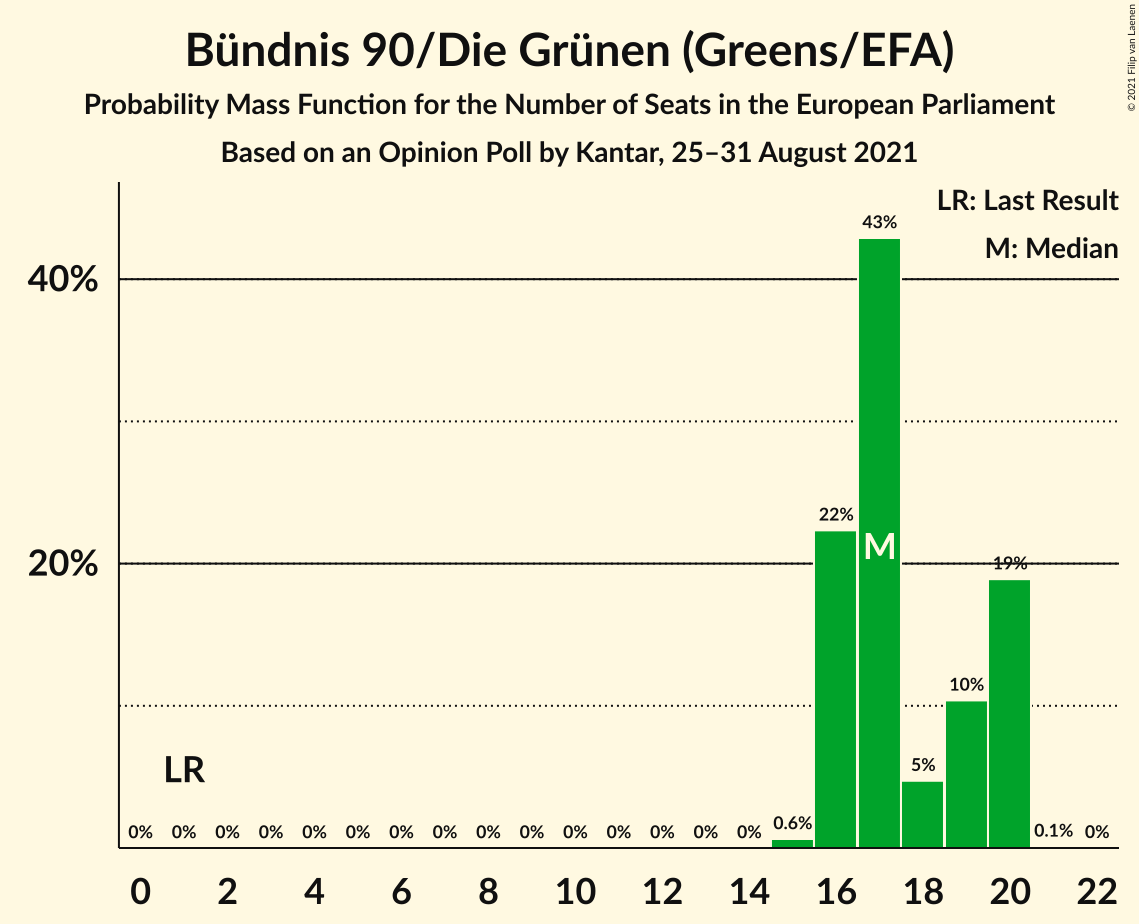 Bündnis 90/Die Grünen (Greens/EFA)
Probability Mass Function for the Number of Seats in the European Parliament
Based on an Opinion Poll by Kantar, 25–31 August 2021
© 2021 Filip van Laenen
LR: Last Result
M: Median
43%
40%
22%
M
20%
19%
10%
5%
LR
0% 0% 0% 0% 0% 0% 0% 0% 0% 0% 0% 0% 0% 0% 0% 0.6% 0.1% 0%
0 2 4 6 8 10 12 14 16 18 20 22